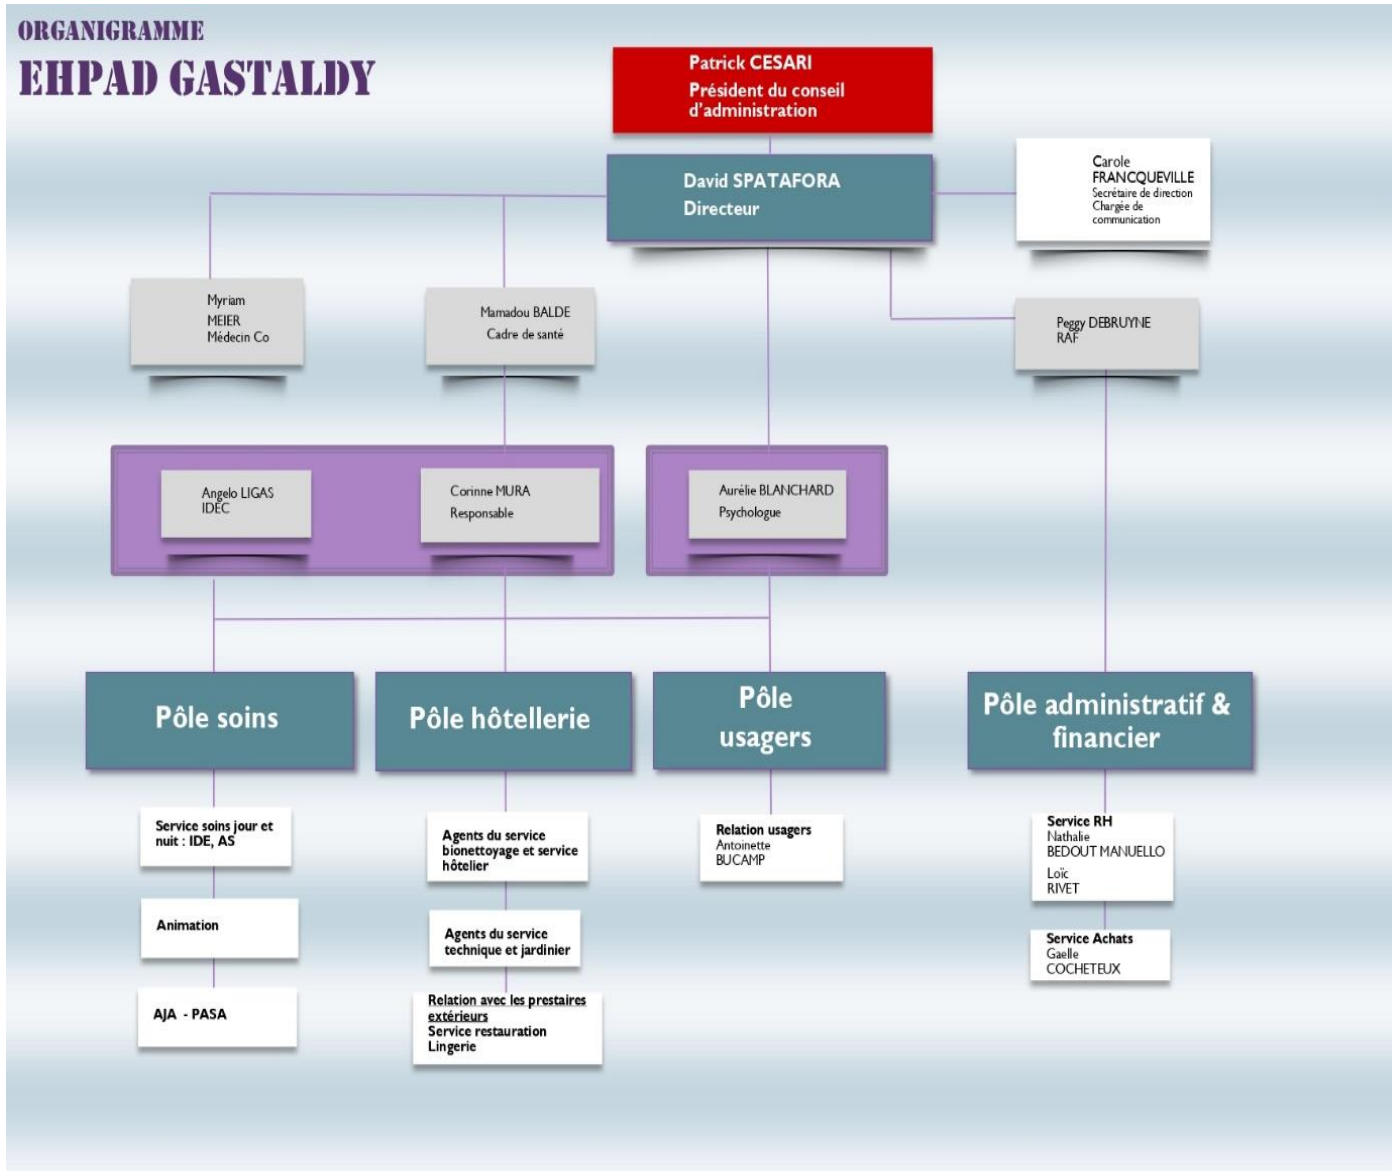 ORGANIGRAMME
EHPAD GASTALDY
Patrick CESARI
Président du conseil
d'administration
David SPATAFORA
Directeur
Carole
FRANCQUEVILLE
Secrétaire de direction
Chargée de
communication
Myriam
MEIER
Médecin Co
Mamadou BALDE
Cadre de santé
Peggy DEBRUYNE
RAF
Angelo LIGAS
IDEC
Corinne MURA
Responsable
Aurélie BLANCHARD
Psychologue
Pôle soins
Pôle hôtellerie
Pôle
usagers
Pôle administratif &
financier
Service soins jour et
nuit : IDE, AS
Animation
AJA - PASA
Agents du service
bionettoyage et service
hôtelier
Agents du service
technique et jardinier
Relation avec les prestaires
extérieurs
Service restauration
Lingerie
Relation usagers
Antoinette
BUCAMP
Service RH
Nathalie
BEDOUT MANUELLO
Loïc
RIVET
Service Achats
Gaelle
COCHETEUX